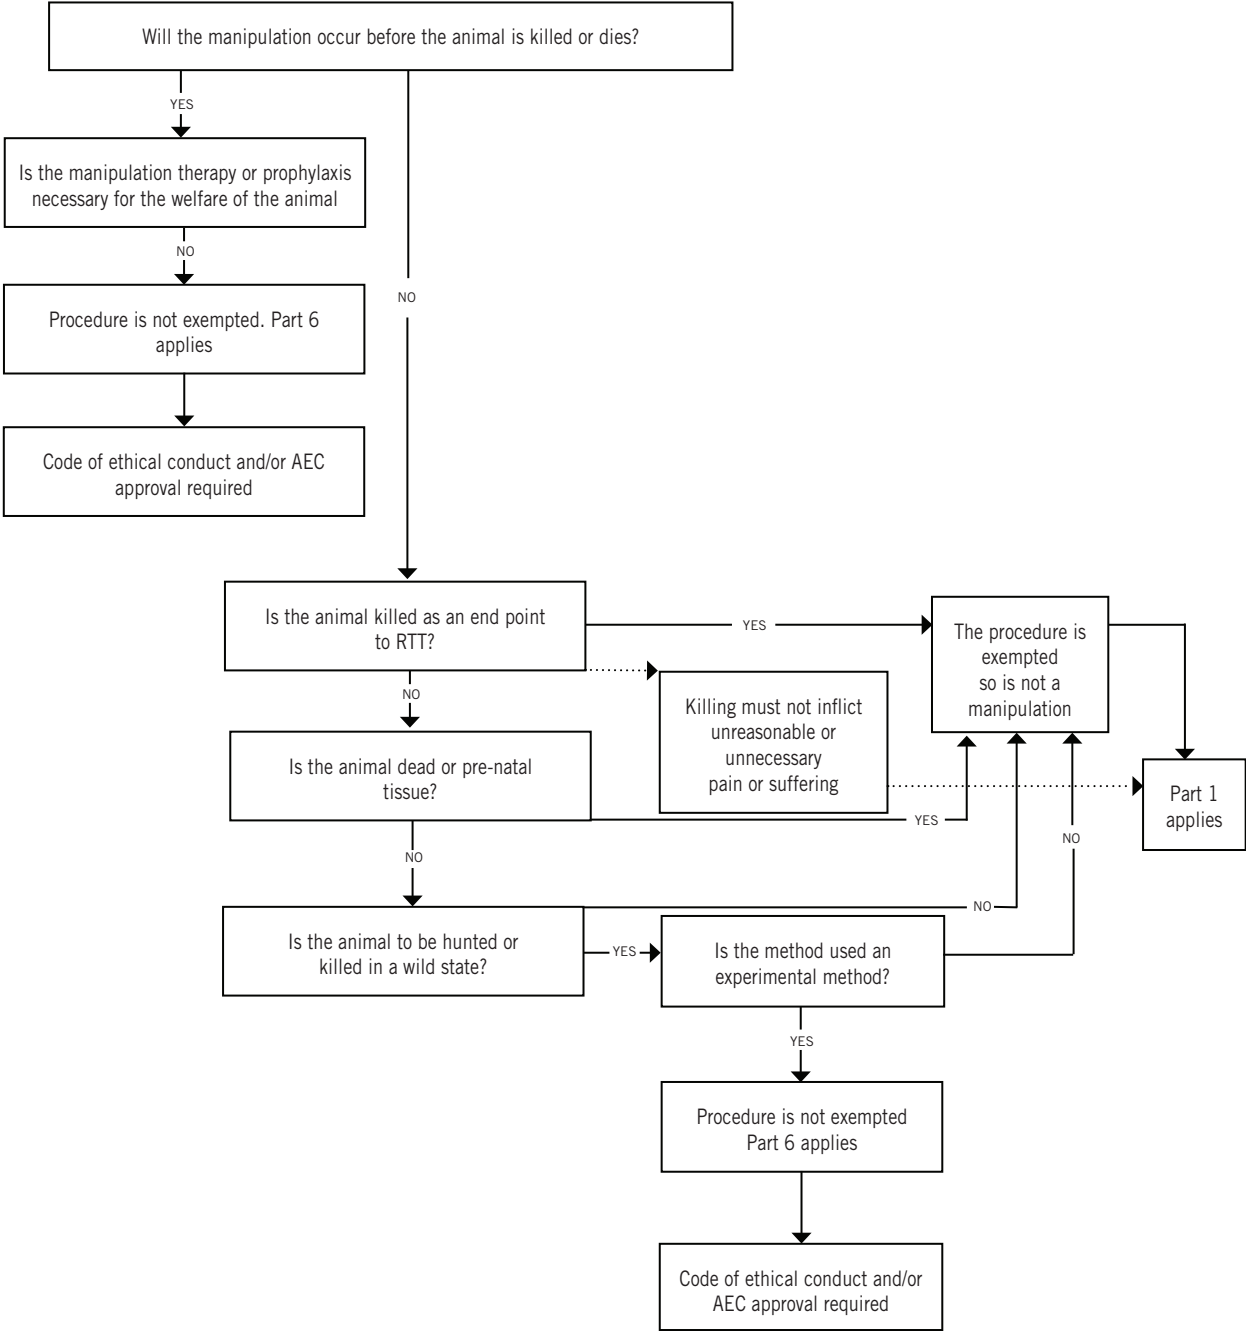 Will the manipulation occur before the animal is killed or dies?
YES
Is the manipulation therapy or prophylaxis
necessary for the welfare of the animal
NO
Procedure is not exempted. Part 6
applies
NO
Code of ethical conduct and/or AEC
approval required
Is the animal killed as an end point
to RTT?
YES
The procedure is
exempted
so is not a
manipulation
NO
Killing must not inflict
unreasonable or
unnecessary
pain or suffering
Is the animal dead or pre-natal
tissue?
YES
Part 1
applies
NO
NO
NO
Is the animal to be hunted or
killed in a wild state?
YES
Is the method used an
experimental method?
YES
Procedure is not exempted
Part 6 applies
Code of ethical conduct and/or
AEC approval required